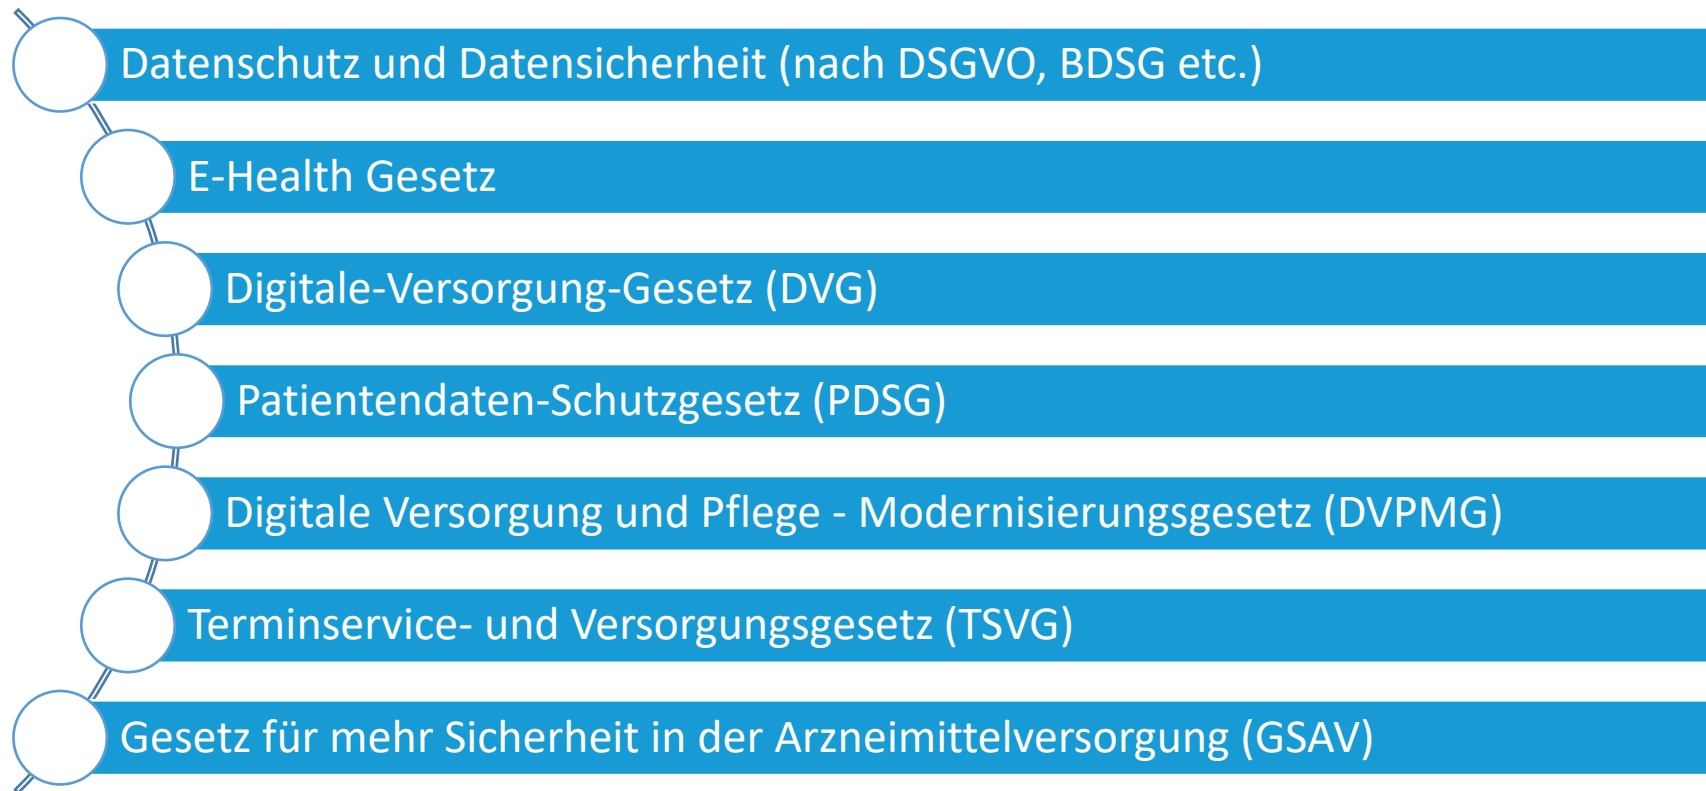 Datenschutz und Datensicherheit (nach DSGVO, BDSG etc.)
E-Health Gesetz
Digitale-Versorgung-Gesetz (DVG)
Patientendaten-Schutzgesetz (PDSG)
Digitale Versorgung und Pflege - Modernisierungsgesetz (DVPMG)
Terminservice- und Versorgungsgesetz (TSVG)
Gesetz für mehr Sicherheit in der Arzneimittelversorgung (GSAV)